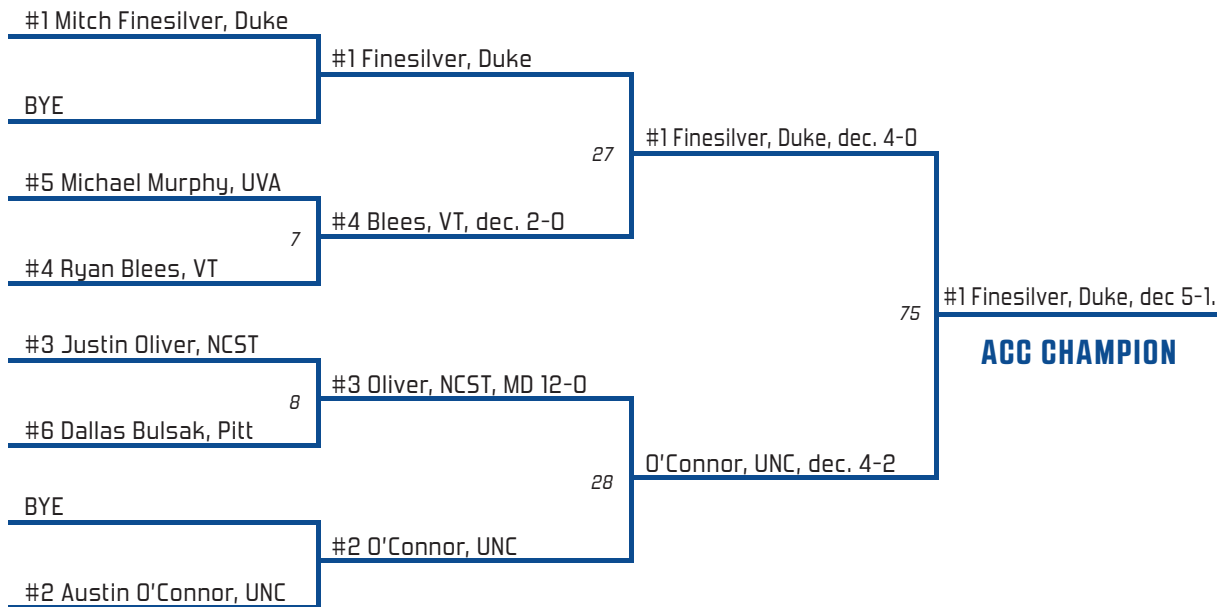 #1 Mitch Finesilver, Duke
#1 Finesilver, Duke
BYE
27
#1 Finesilver, Duke, dec. 4-0
#5 Michael Murphy, UVA
7
#4 Blees, VT, dec. 2-0
#4 Ryan Blees, VT
75
#1 Finesilver, Duke, dec 5-1.
ACC CHAMPION
#3 Justin Oliver, NCST
8
#3 Oliver, NCST, MD 12-0
#6 Dallas Bulsak, Pitt
28
O'Connor, UNC, dec. 4-2
BYE
#2 O'Connor, UNC
#2 Austin O'Connor, UNC